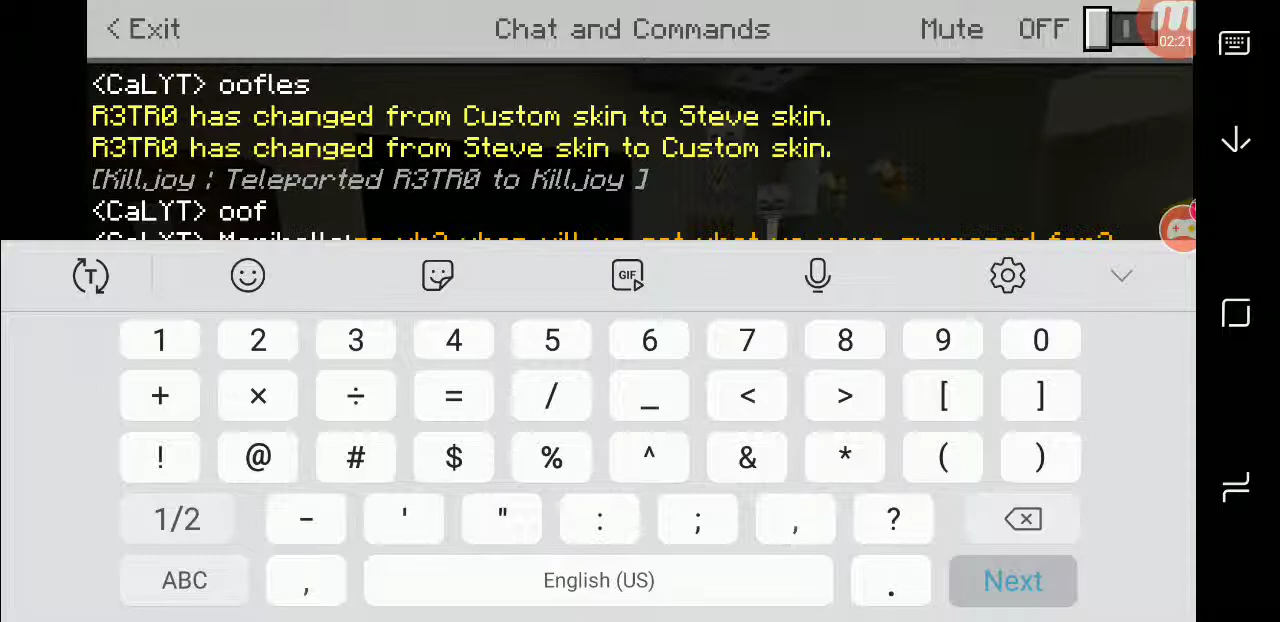 < Exit Chat and Commands Mute OFF
02:21
<CaLYT> oofles
R3TR0 has changed from Custom skin to Steve skin.
R3TR0 has changed from Steve skin to Custom skin.
[Killjoy : Teleported R3TR0 to Killjoy ]
<CaLYT> oof
<CaLYT>
T GIF
1 2 3 4 5 6 7 8 9 0
+ × ÷ = / _ < > [ ]
! @ # $ % ^ & * ( )
1/2 - ' " : ; , ?
ABC , English (US) . Next